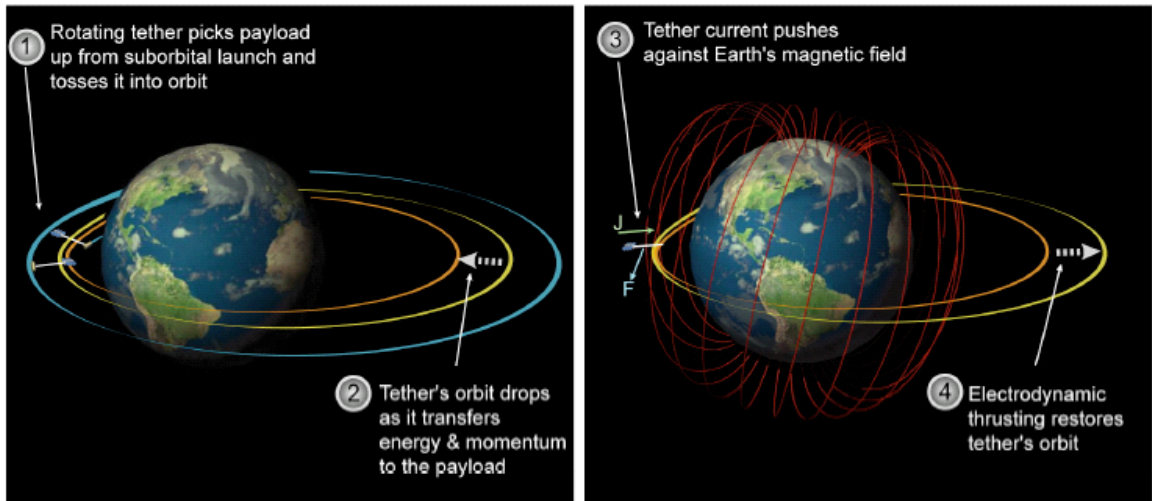 1
Rotating tether picks payload
up from suborbital launch and
tosses it into orbit
2
Tether's orbit drops
as it transfers
energy & momentum
to the payload
3
Tether current pushes
against Earth's magnetic field
J
F
4
Electrodynamic
thrusting restores
tether's orbit